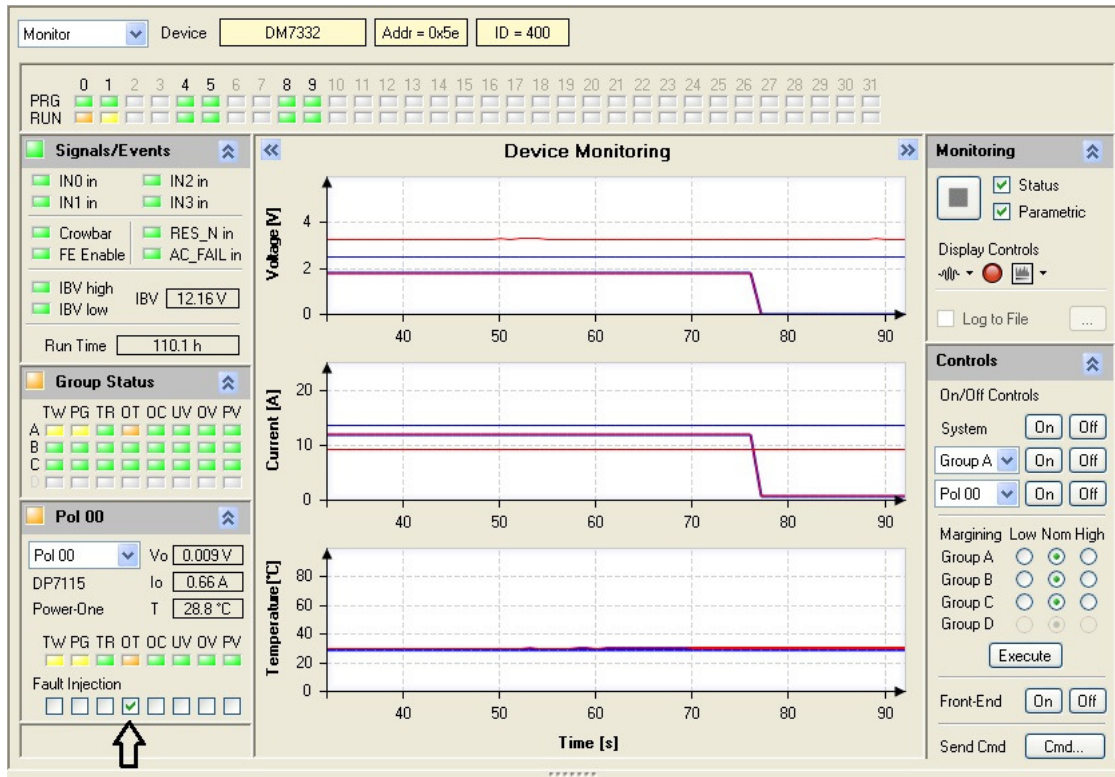 Monitor Device DM7332 Addr = 0x5e ID = 400
0 1 2 3 4 5 6 7 8 9 10 11 12 13 14 15 16 17 18 19 20 21 22 23 24 25 26 27 28 29 30 31
PRG
RUN
Signals/Events
IN0 in IN2 in
IN1 in IN3 in
Crowbar RES_N in
FE Enable AC_FAIL in
IBV high
IBV 12.16 V
IBV low
Run Time 110.1 h
Group Status
TW PG TR OT OC UV OV PV
A
B
C
D
Pol 00
Pol 00 Vo 0.009 V
DP7115 Io 0.66 A
Power-One T 28.8 °C
TW PG TR OT OC UV OV PV
Fault Injection
Device Monitoring
Voltage [V]
4
2
0
40 50 60 70 80 90
Current [A]
20
10
0
40 50 60 70 80 90
Temperature[°C]
80
60
40
20
0
40 50 60 70 80 90
Time [s]
Monitoring
Status
Parametric
Display Controls
Log to File ...
Controls
On/Off Controls
System On Off
Group A On Off
Pol 00 On Off
Margining Low Nom High
Group A
Group B
Group C
Group D
Execute
Front-End On Off
Send Cmd Cmd...